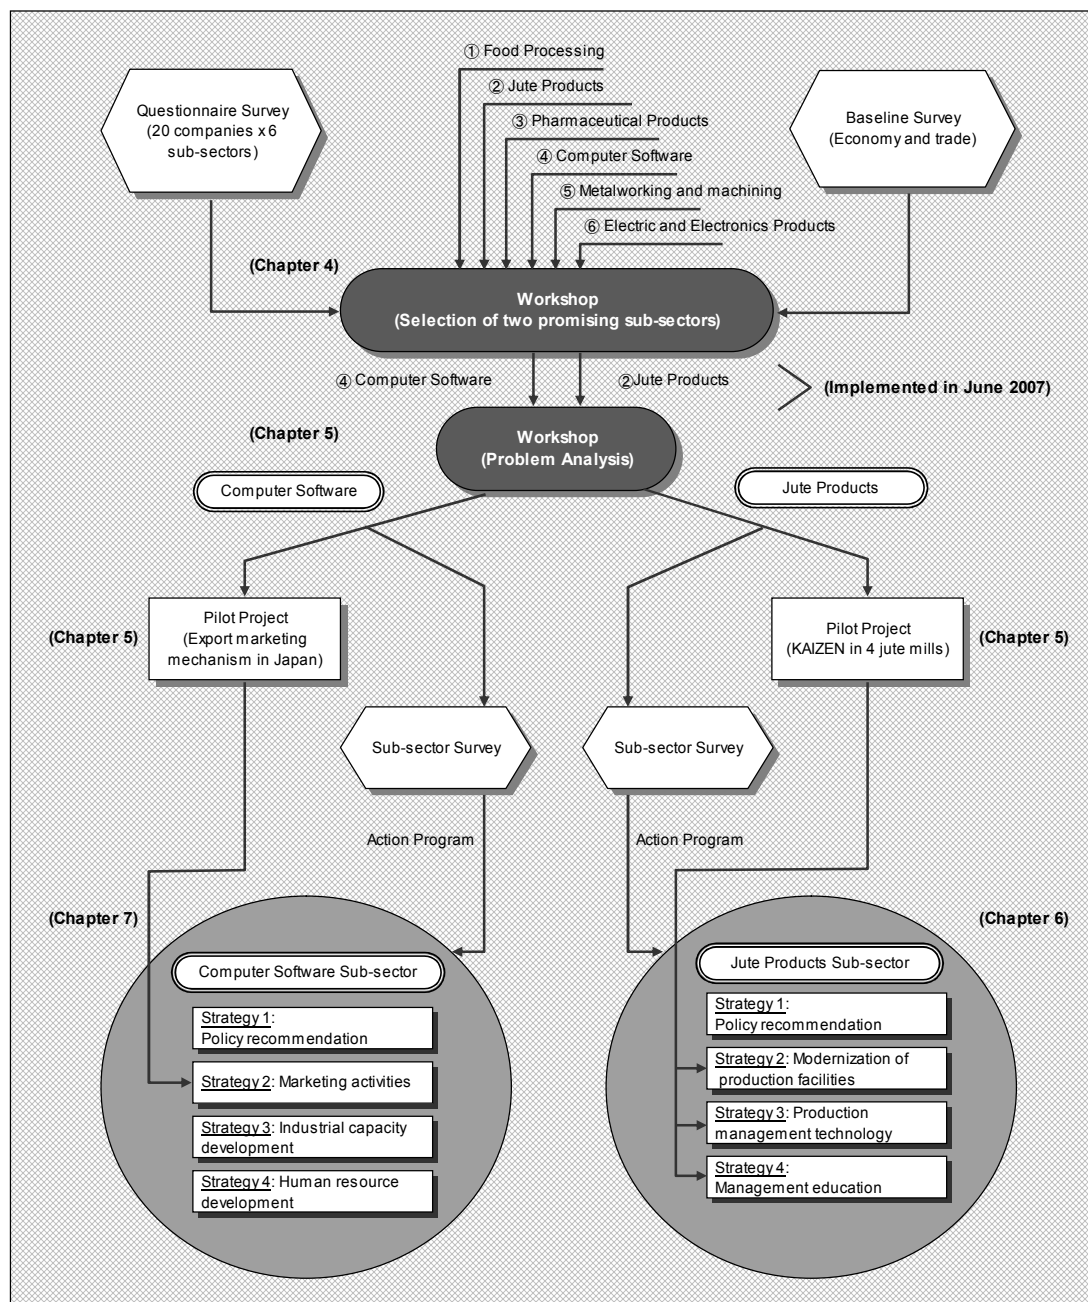 ① Food Processing
② Jute Products
③ Pharmaceutical Products
④ Computer Software
⑤ Metalworking and machining
⑥ Electric and Electronics Products
Questionnaire Survey
(20 companies x 6
sub-sectors)
Baseline Survey
(Economy and trade)
(Chapter 4)
Workshop
(Selection of two promising sub-sectors)
④ Computer Software
②Jute Products
(Implemented in June 2007)
(Chapter 5)
Workshop
(Problem Analysis)
Computer Software
Jute Products
(Chapter 5)
Pilot Project
(Export marketing
mechanism in Japan)
Pilot Project
(KAIZEN in 4 jute mills)
(Chapter 5)
Sub-sector Survey
Sub-sector Survey
Action Program
Action Program
(Chapter 7)
(Chapter 6)
Computer Software Sub-sector
Strategy 1:
Policy recommendation
Strategy 2: Marketing activities
Strategy 3: Industrial capacity
development
Strategy 4: Human resource
development
Jute Products Sub-sector
Strategy 1:
Policy recommendation
Strategy 2: Modernization of
production facilities
Strategy 3: Production
management technology
Strategy 4:
Management education